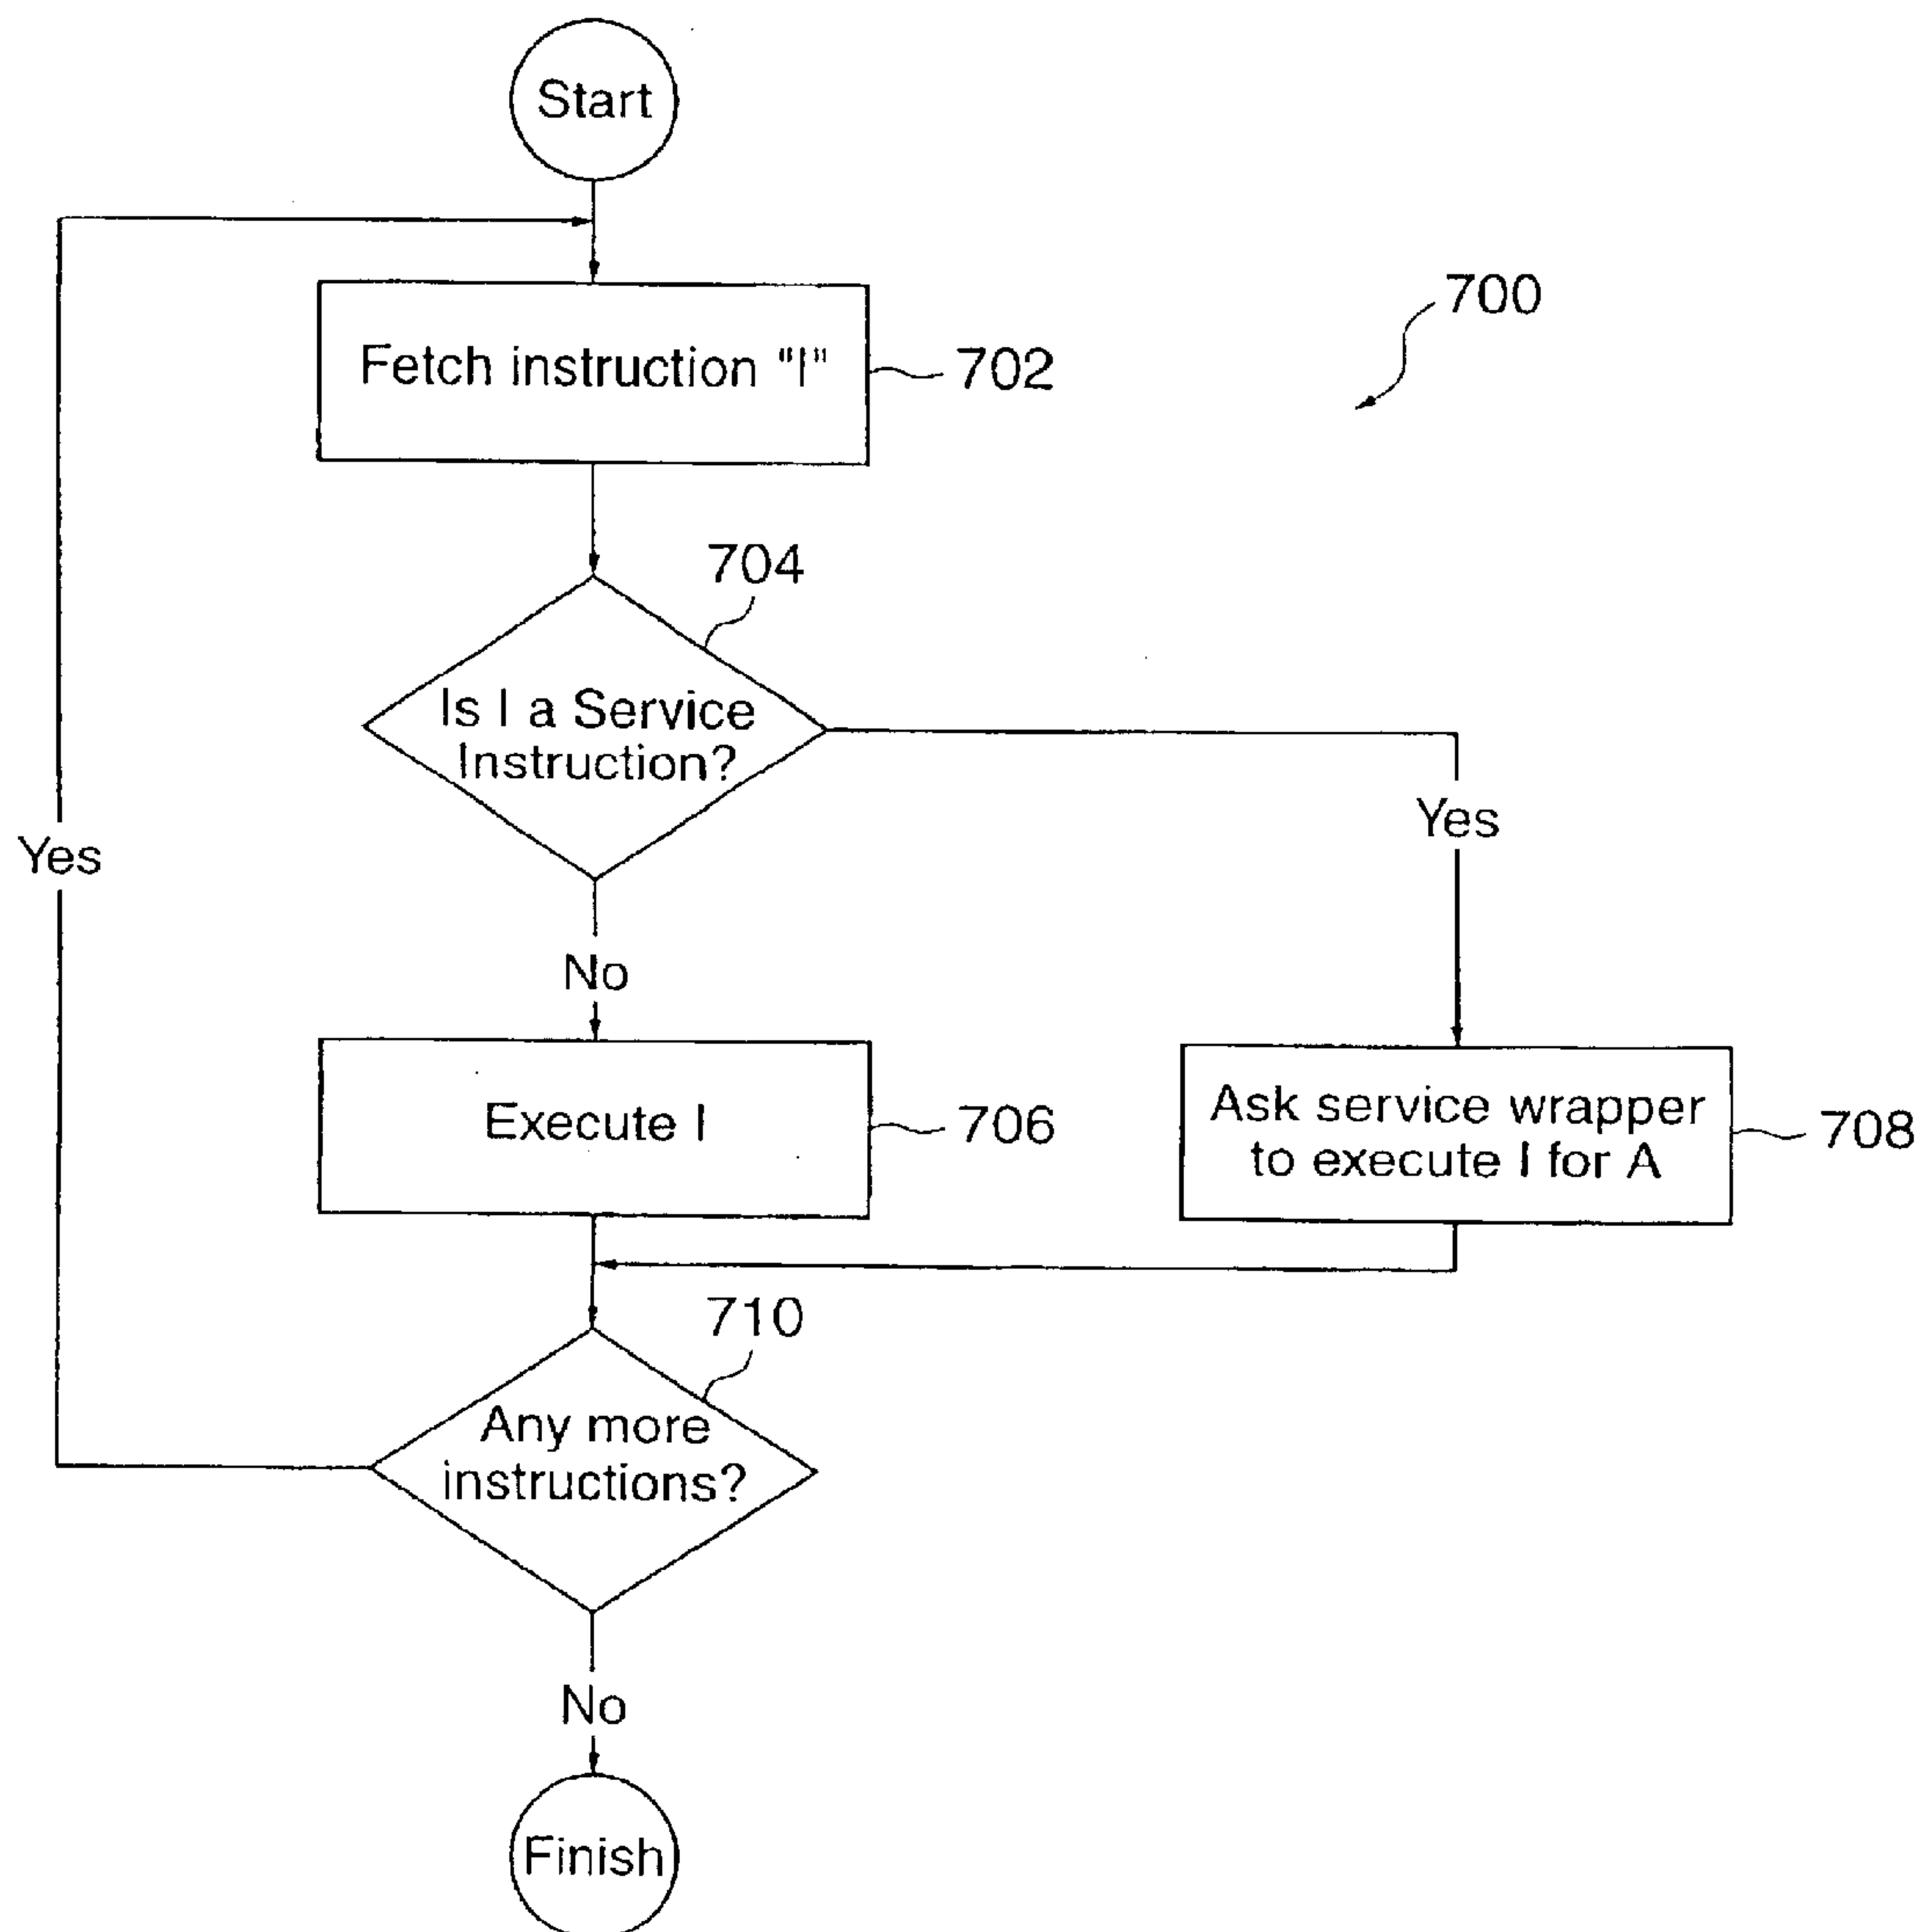 Start
700
Fetch instruction "I"
702
704
Is I a Service
Instruction?
Yes
Yes
No
Execute I
706
Ask service wrapper
to execute I for A
708
710
Any more
instructions?
No
Finish